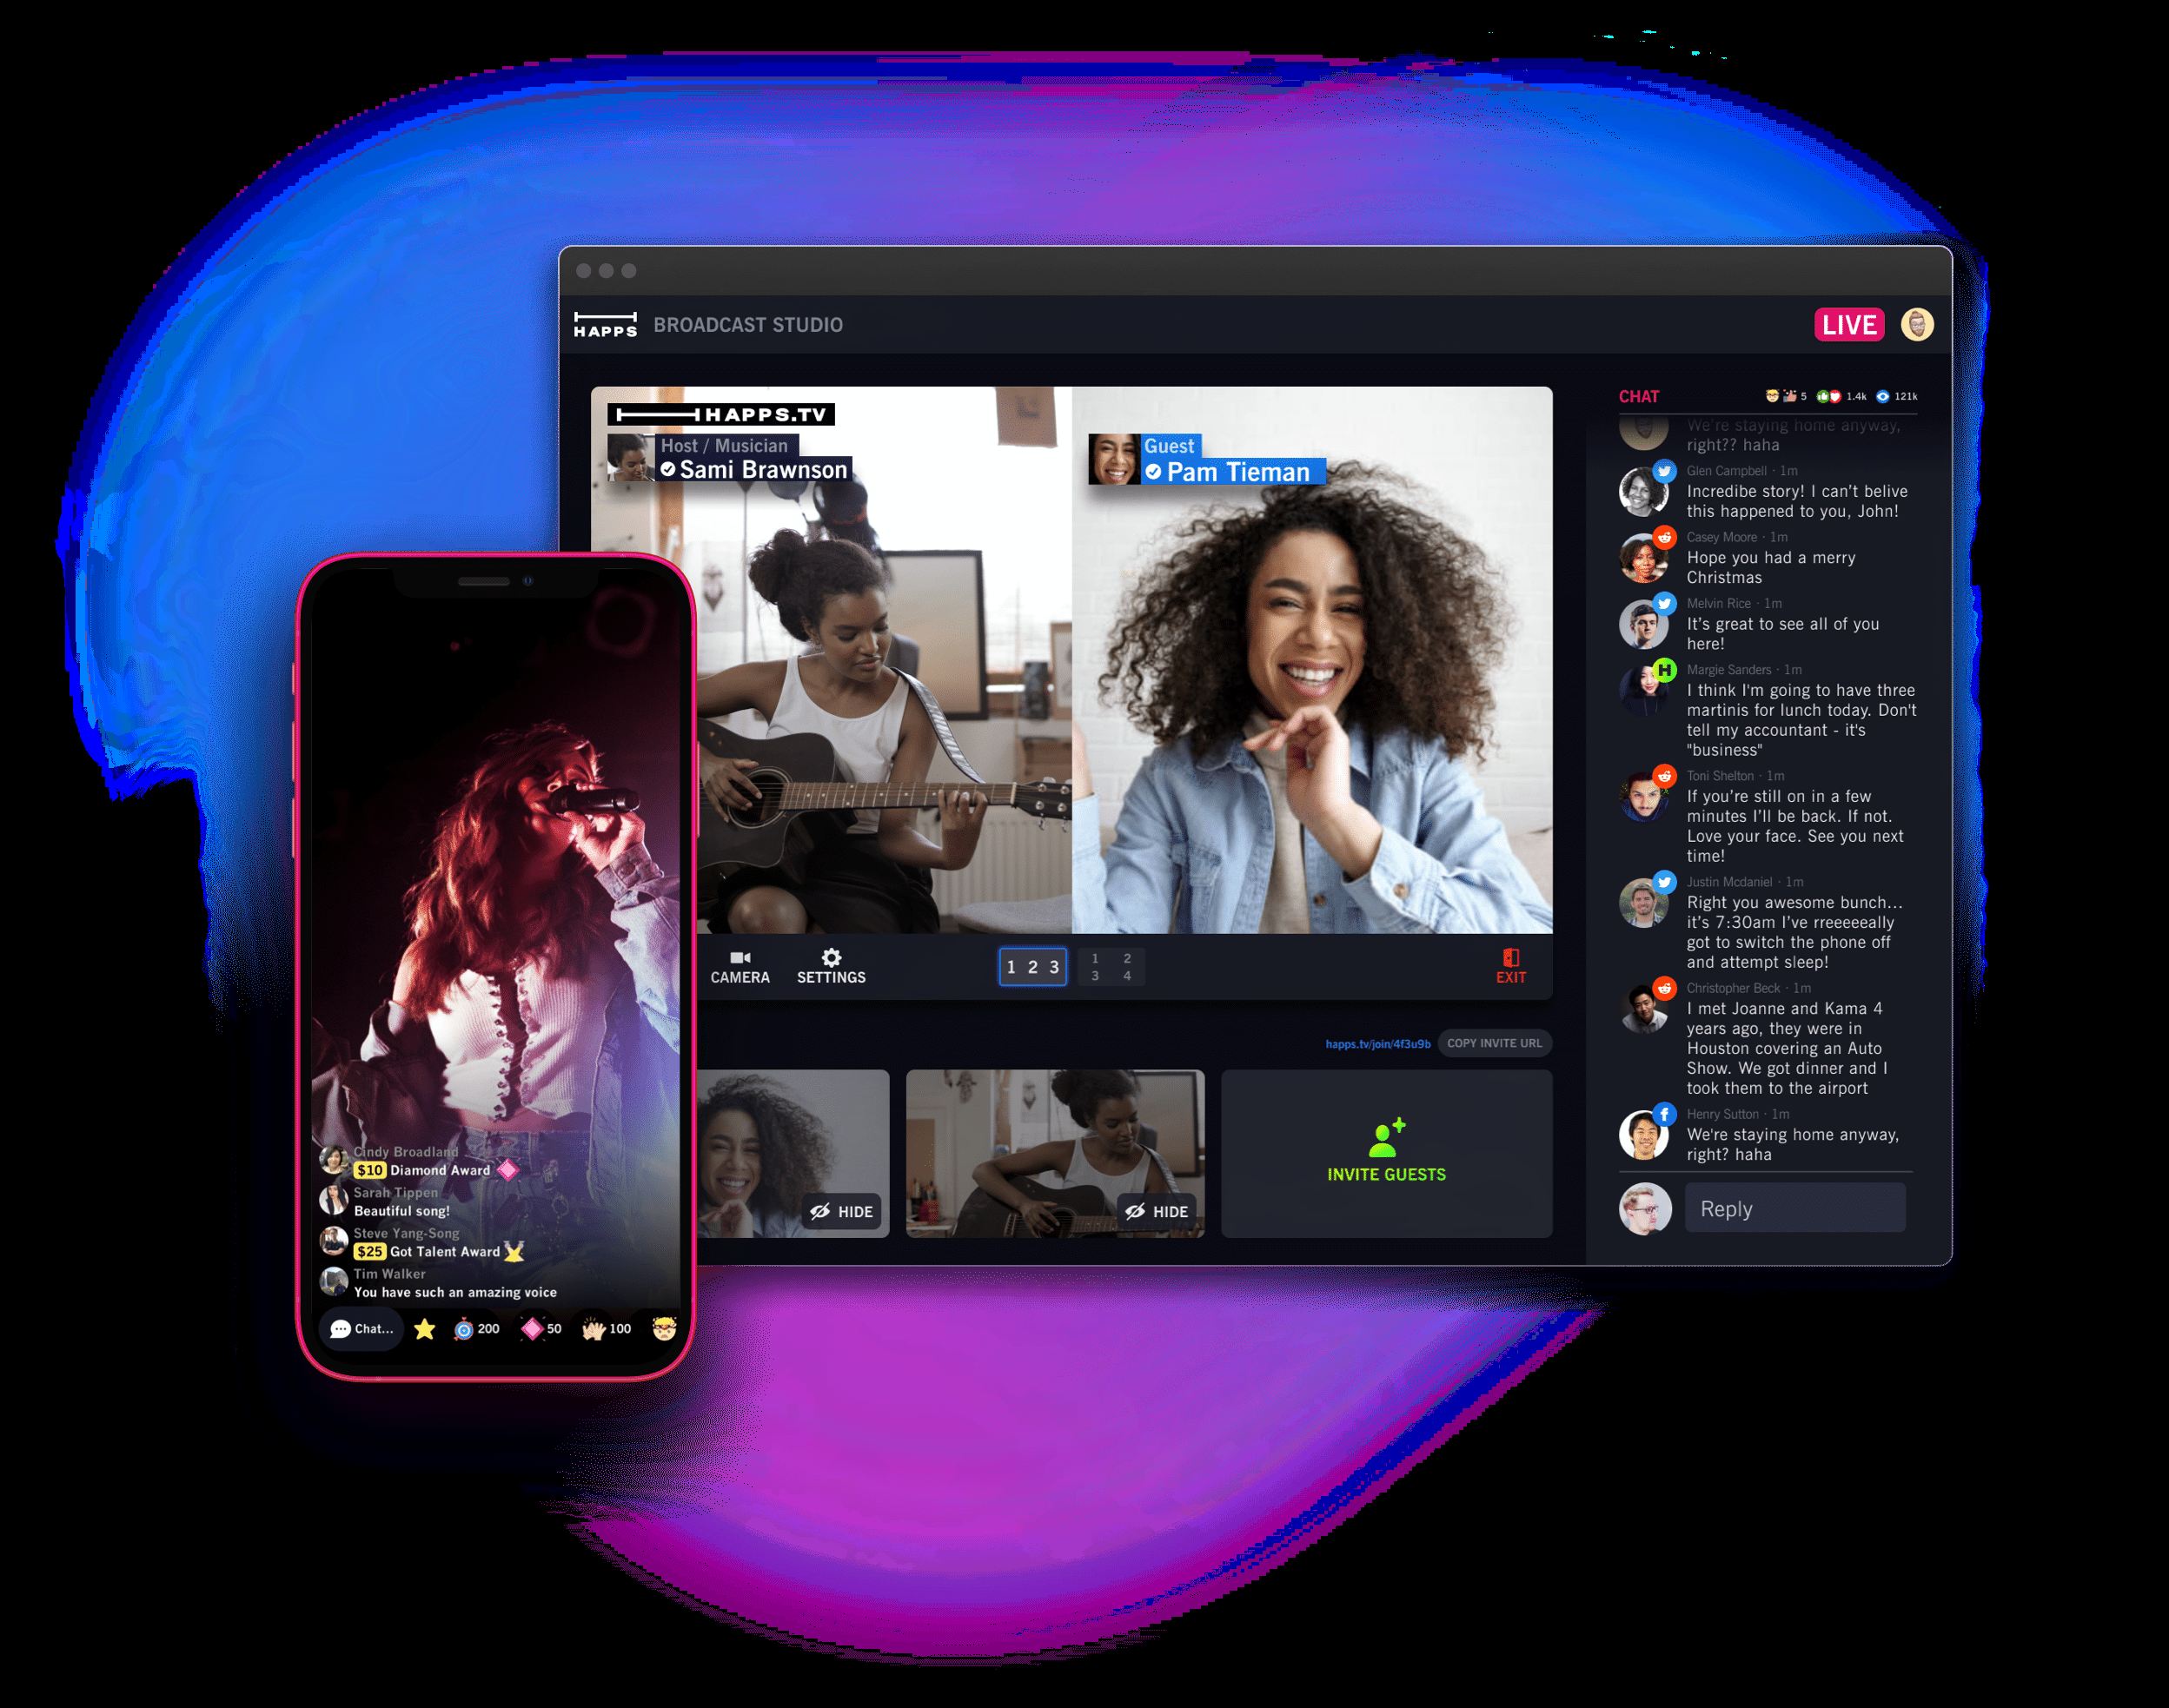 HAPPS BROADCAST STUDIO
LIVE
HAPPS.TV
Host / Musician
Sami Brawnson
Guest
Pam Tieman
CAMERA
SETTINGS
1 2 3
1 2
3 4
EXIT
happs.tv/join/4f3u9b
COPY INVITE URL
HIDE
HIDE
INVITE GUESTS
CHAT
5
1.4k
121k
We're staying home anyway,
right?? haha
Glen Campbell · 1m
Incredibe story! I can’t belive
this happened to you, John!
Casey Moore · 1m
Hope you had a merry
Christmas
Melvin Rice · 1m
It’s great to see all of you
here!
H
Margie Sanders · 1m
I think I'm going to have three
martinis for lunch today. Don't
tell my accountant - it's
"business"
Toni Shelton · 1m
If you’re still on in a few
minutes I’ll be back. If not.
Love your face. See you next
time!
Justin Mcdaniel · 1m
Right you awesome bunch...
it’s 7:30am I’ve rreeeeeally
got to switch the phone off
and attempt sleep!
Christopher Beck · 1m
I met Joanne and Kama 4
years ago, they were in
Houston covering an Auto
Show. We got dinner and I
took them to the airport
f
Henry Sutton · 1m
We're staying home anyway,
right? haha
Reply
Cindy Broadland
$10 Diamond Award
Sarah Tippen
Beautiful song!
Steve Yang-Song
$25 Got Talent Award
Tim Walker
You have such an amazing voice
Chat...
200
50
100